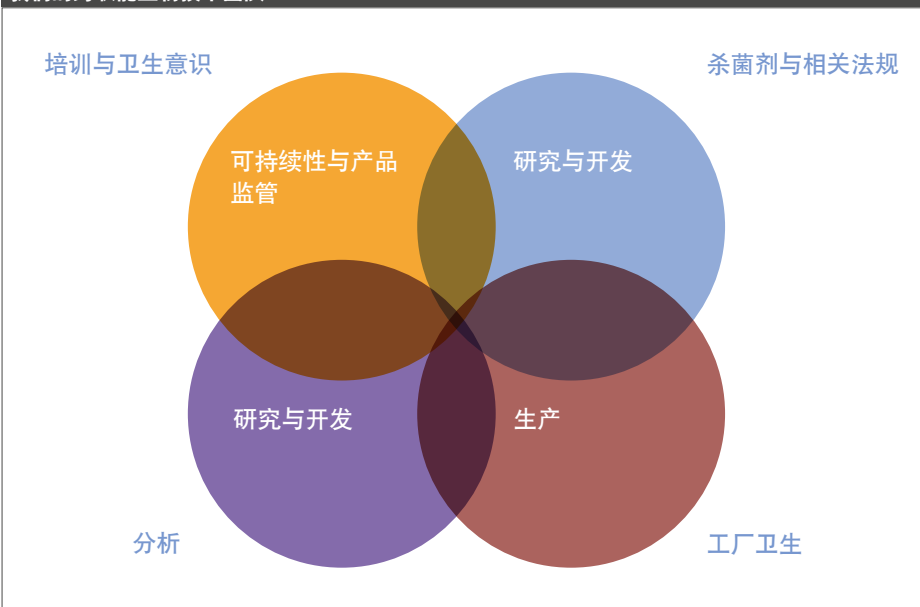 培训与卫生意识
杀菌剂与相关法规
可持续性与产品
监管
研究与开发
研究与开发
生产
分析
工厂卫生